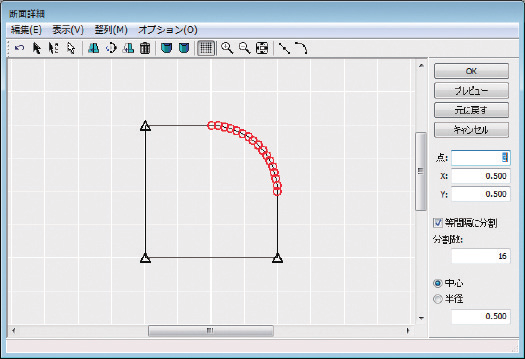 断面詳細
編集(E) 表示(V) 整列(M) オプション(O)
OK
プレビュー
元に戻す
キャンセル
点:
X: 0.500
Y: 0.500
等間隔に分割
分割数:
16
中心
半径
0.500